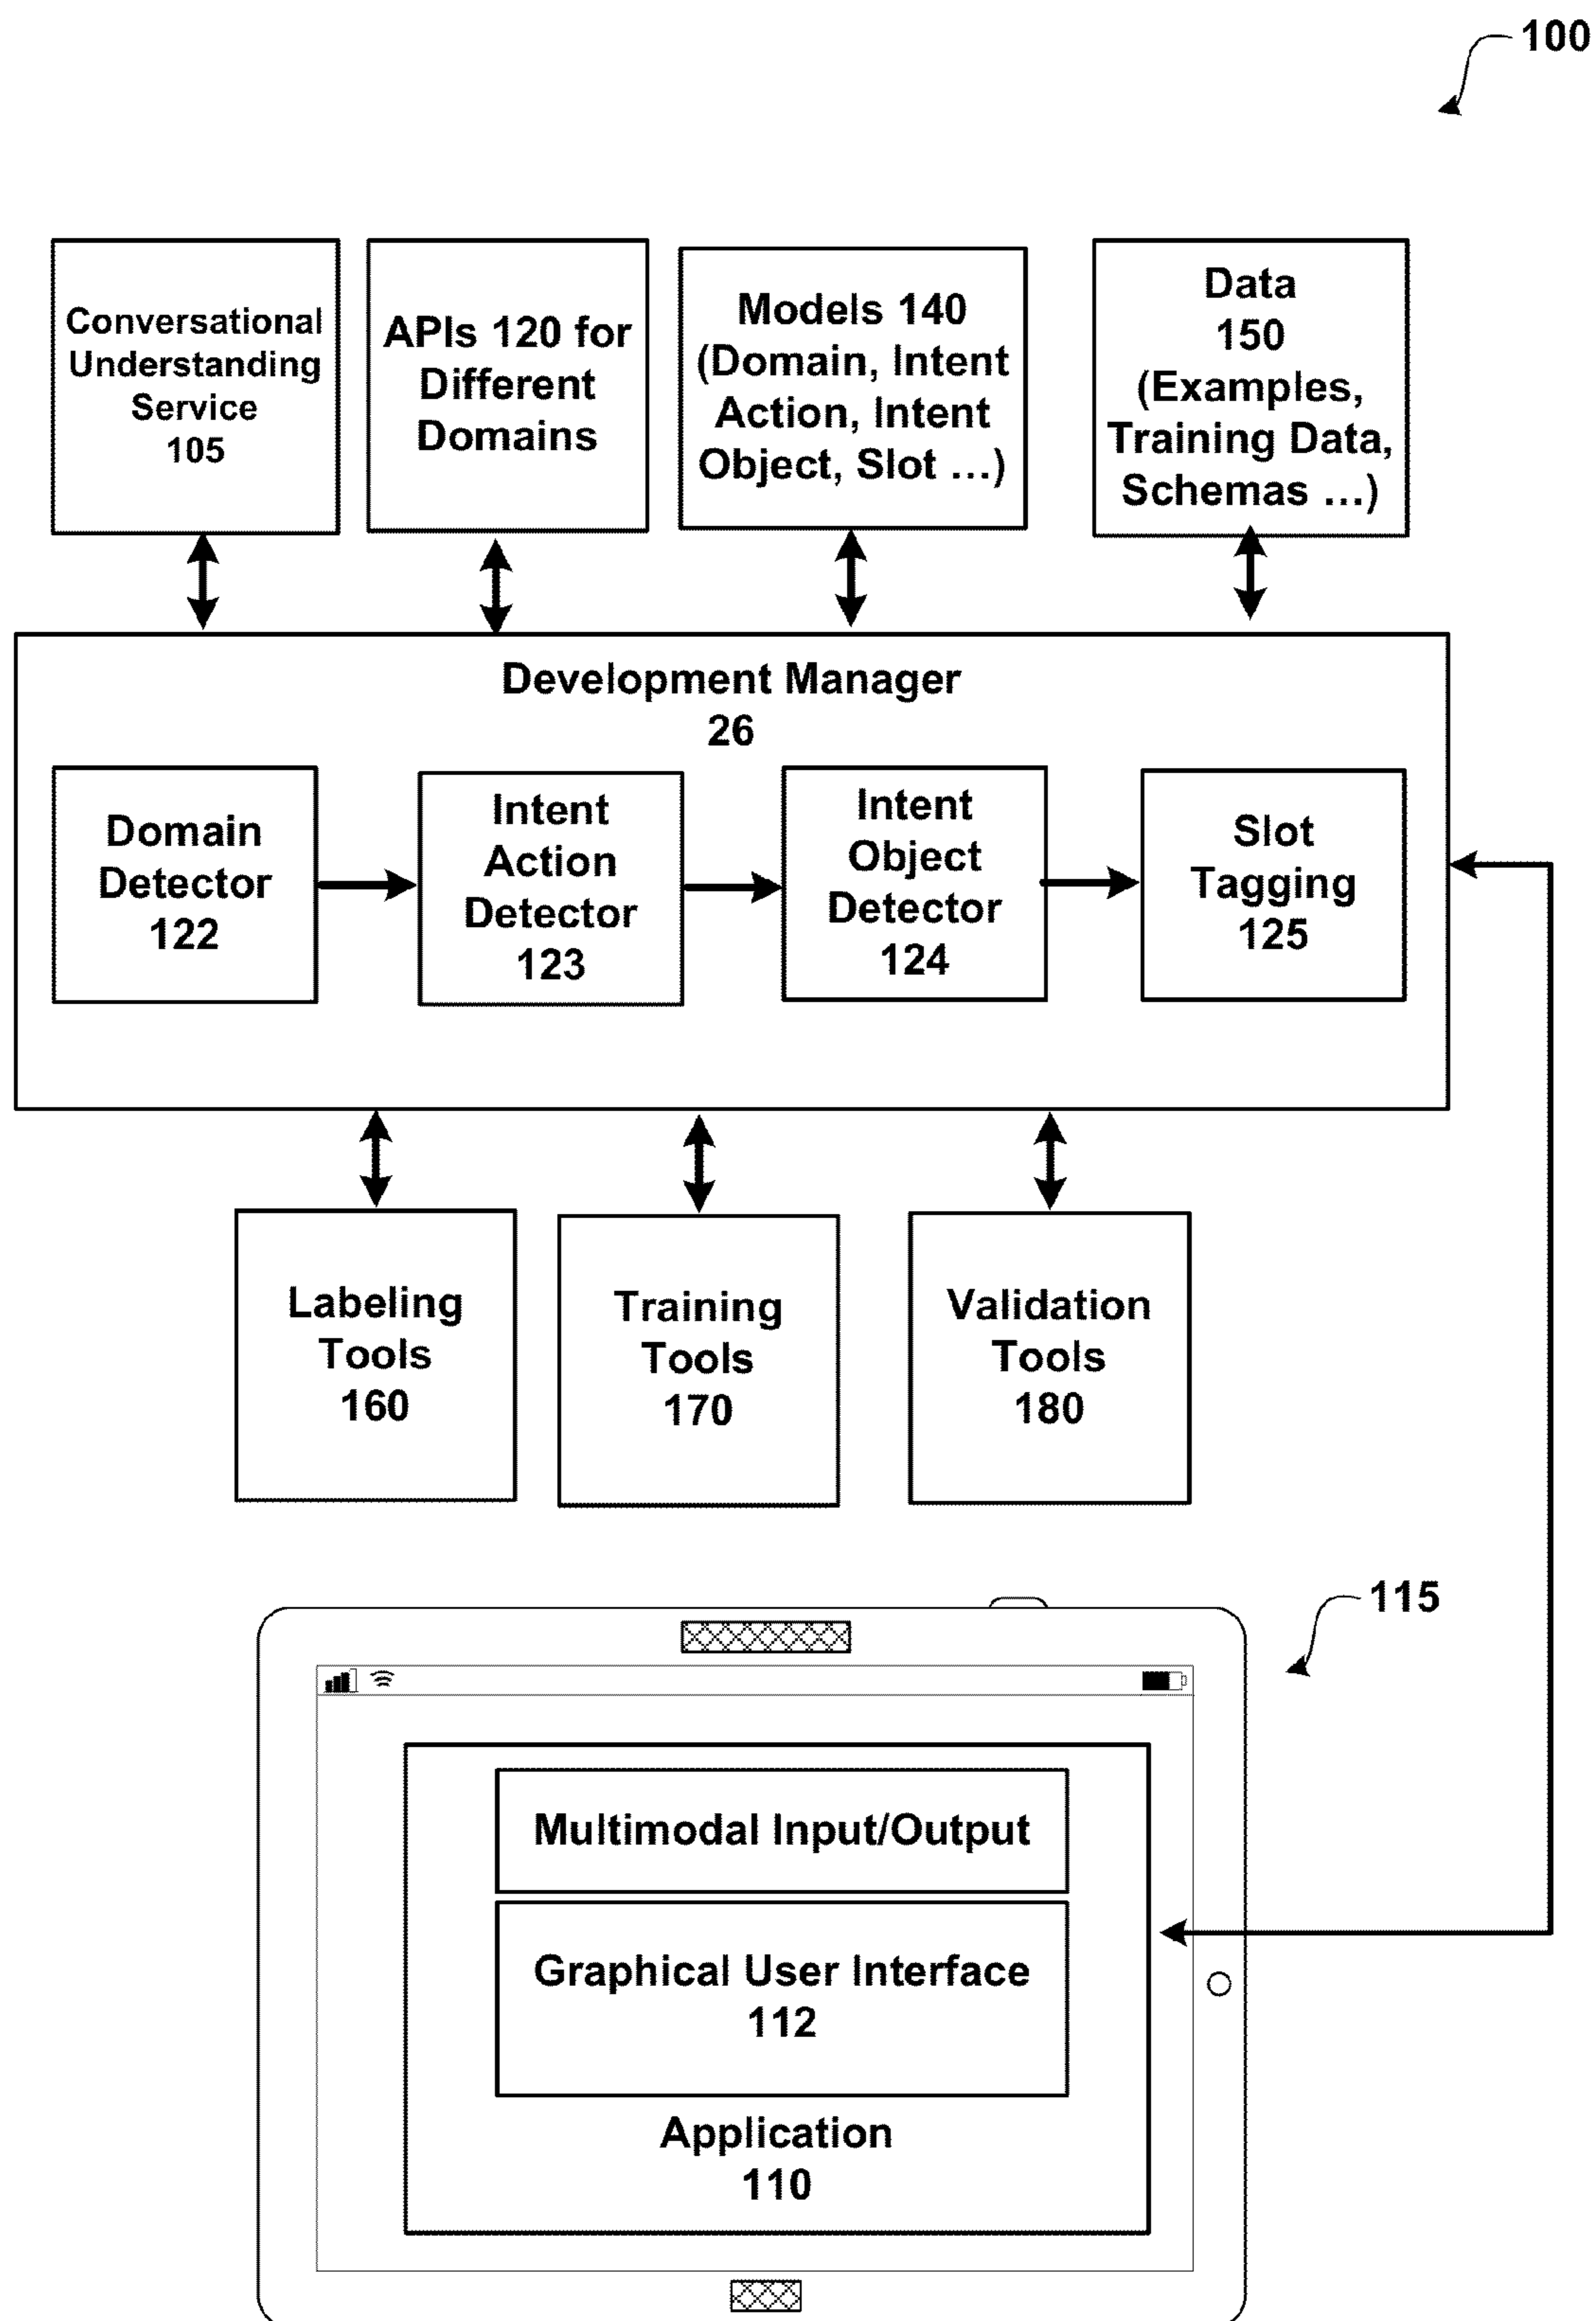 100
Conversational
Understanding
Service
105
APIs 120 for
Different
Domains
Models 140
(Domain, Intent
Action, Intent
Object, Slot ...)
Data
150
(Examples,
Training Data,
Schemas ...)
Development Manager
26
Domain
Detector
122
Intent
Action
Detector
123
Intent
Object
Detector
124
Slot
Tagging
125
Labeling
Tools
160
Training
Tools
170
Validation
Tools
180
115
Multimodal Input/Output
Graphical User Interface
112
Application
110